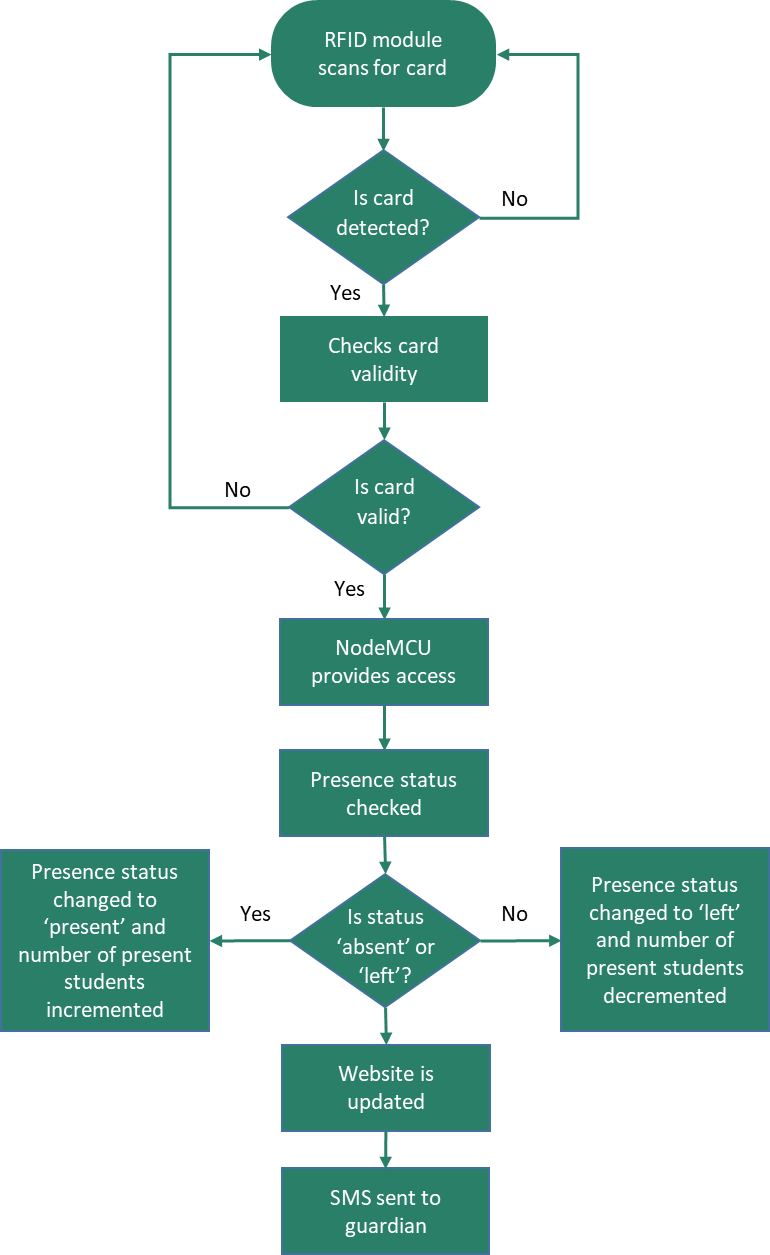 RFID module
scans for card
Is card
detected?
No
Yes
Checks card
validity
Is card
valid?
No
Yes
NodeMCU
provides access
Presence status
checked
Presence status
changed to
‘present’ and
number of present
students
incremented
Yes
Is status
‘absent’ or
‘left’?
No
Presence status
changed to ‘left’
and number of
present students
decremented
Website is
updated
SMS sent to
guardian